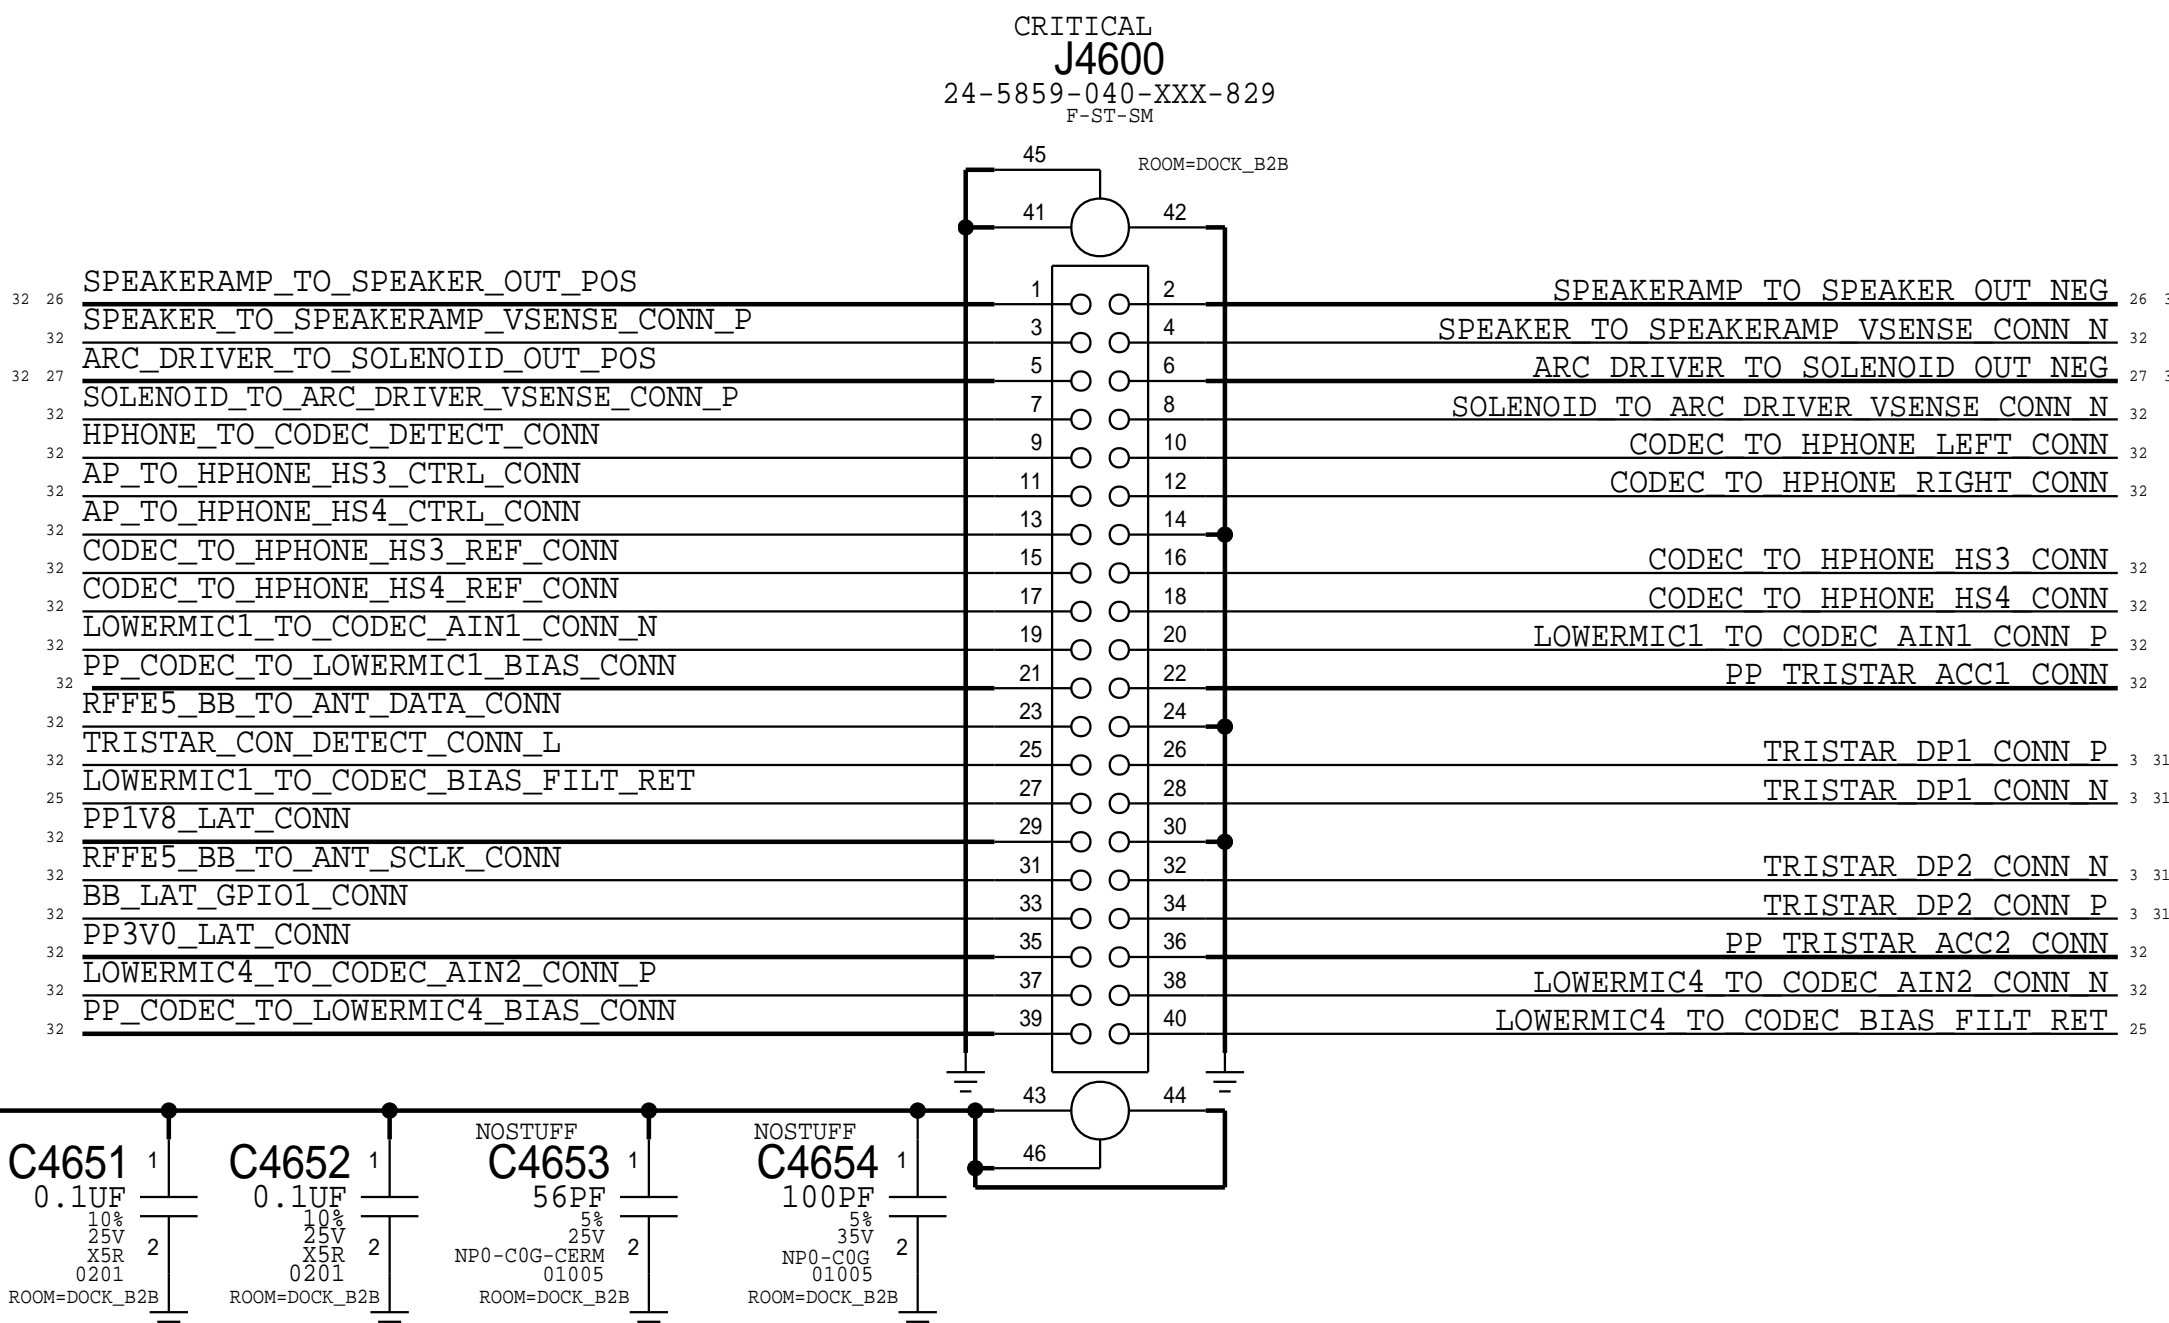 CRITICAL
J4600
24-5859-040-XXX-829
F-ST-SM
45
ROOM=DOCK_B2B
41 42
SPEAKERAMP_TO_SPEAKER_OUT_POS
32 26 1 2 SPEAKERAMP_TO_SPEAKER_OUT_NEG 26
SPEAKER_TO_SPEAKERAMP_VSENSE_CONN_P
32 3 4 SPEAKER_TO_SPEAKERAMP_VSENSE_CONN_N 32
ARC_DRIVER_TO_SOLENOID_OUT_POS
32 27 5 6 ARC_DRIVER_TO_SOLENOID_OUT_NEG 27
SOLENOID_TO_ARC_DRIVER_VSENSE_CONN_P
32 7 8 SOLENOID_TO_ARC_DRIVER_VSENSE_CONN_N 32
HPHONE_TO_CODEC_DETECT_CONN
32 9 10 CODEC_TO_HPHONE_LEFT_CONN 32
AP_TO_HPHONE_HS3_CTRL_CONN
32 11 12 CODEC_TO_HPHONE_RIGHT_CONN 32
AP_TO_HPHONE_HS4_CTRL_CONN
32 13 14
CODEC_TO_HPHONE_HS3_REF_CONN
32 15 16 CODEC_TO_HPHONE_HS3_CONN 32
CODEC_TO_HPHONE_HS4_REF_CONN
32 17 18 CODEC_TO_HPHONE_HS4_CONN 32
LOWERMIC1_TO_CODEC_AIN1_CONN_N
32 19 20 LOWERMIC1_TO_CODEC_AIN1_CONN_P 32
PP_CODEC_TO_LOWERMIC1_BIAS_CONN
32 21 22 PP_TRISTAR_ACC1_CONN 32
RFFE5_BB_TO_ANT_DATA_CONN
32 23 24
TRISTAR_CON_DETECT_CONN_L
32 25 26 TRISTAR_DP1_CONN_P 3 31
LOWERMIC1_TO_CODEC_BIAS_FILT_RET
25 27 28 TRISTAR_DP1_CONN_N 3 31
PP1V8_LAT_CONN
32 29 30
RFFE5_BB_TO_ANT_SCLK_CONN
32 31 32 TRISTAR_DP2_CONN_N 3 31
BB_LAT_GPIO1_CONN
32 33 34 TRISTAR_DP2_CONN_P 3 31
PP3V0_LAT_CONN
32 35 36 PP_TRISTAR_ACC2_CONN 32
LOWERMIC4_TO_CODEC_AIN2_CONN_P
32 37 38 LOWERMIC4_TO_CODEC_AIN2_CONN_N 32
PP_CODEC_TO_LOWERMIC4_BIAS_CONN
32 39 40 LOWERMIC4_TO_CODEC_BIAS_FILT_RET 25
43 44
46
C4651 1
0.1UF
10%
25V
X5R 2
0201
ROOM=DOCK_B2B
C4652 1
0.1UF
10%
25V
X5R 2
0201
ROOM=DOCK_B2B
NOSTUFF
C4653 1
56PF
5%
25V
NP0-C0G-CERM 2
01005
ROOM=DOCK_B2B
NOSTUFF
C4654 1
100PF
5%
35V
NP0-C0G 2
01005
ROOM=DOCK_B2B